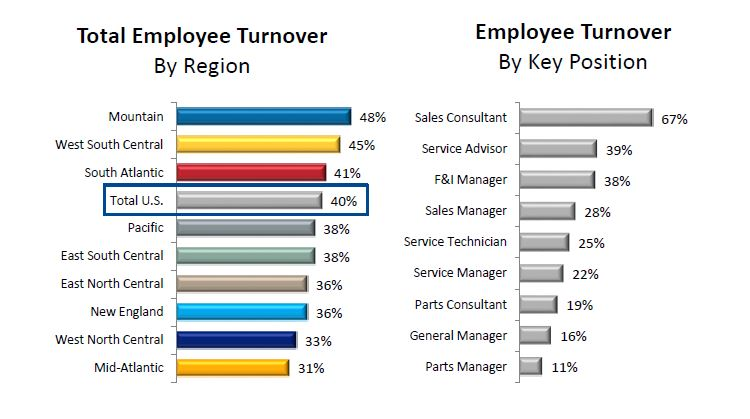 Total Employee Turnover
By Region
Mountain 48%
West South Central 45%
South Atlantic 41%
Total U.S. 40%
Pacific 38%
East South Central 38%
East North Central 36%
New England 36%
West North Central 33%
Mid-Atlantic 31%
Employee Turnover
By Key Position
Sales Consultant 67%
Service Advisor 39%
F&I Manager 38%
Sales Manager 28%
Service Technician 25%
Service Manager 22%
Parts Consultant 19%
General Manager 16%
Parts Manager 11%